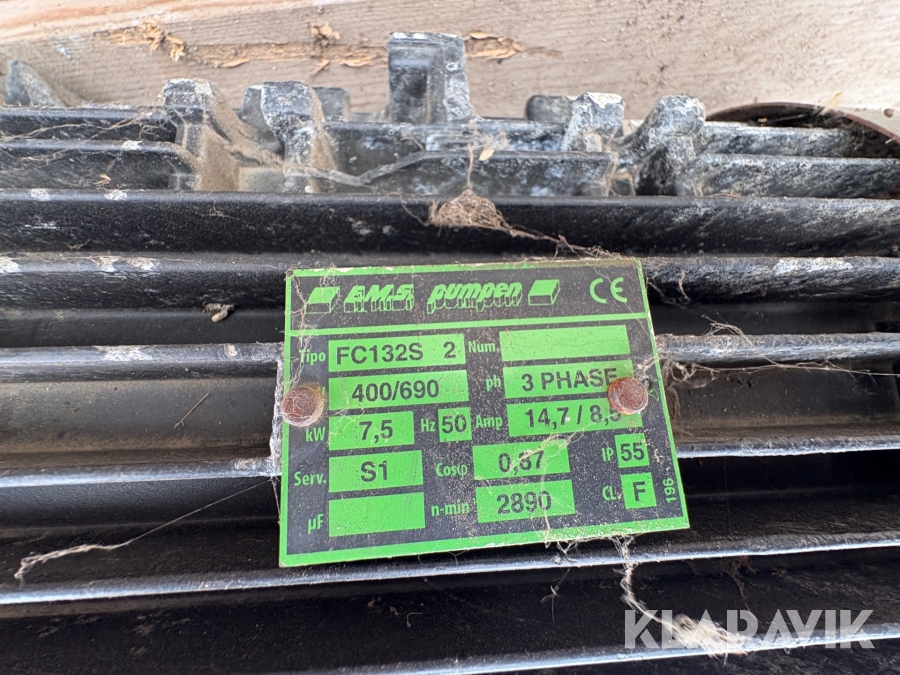 E.M.S. pumpen CE
Tipo FC132S 2 Num.
400/690 ph 3 PHASE
kW 7,5 Hz 50 Amp 14,7 / 8,5
Serv. S1 Cosφ 0,87 IP 55
µF n-min 2890 CL. F
196
KLARAVIK